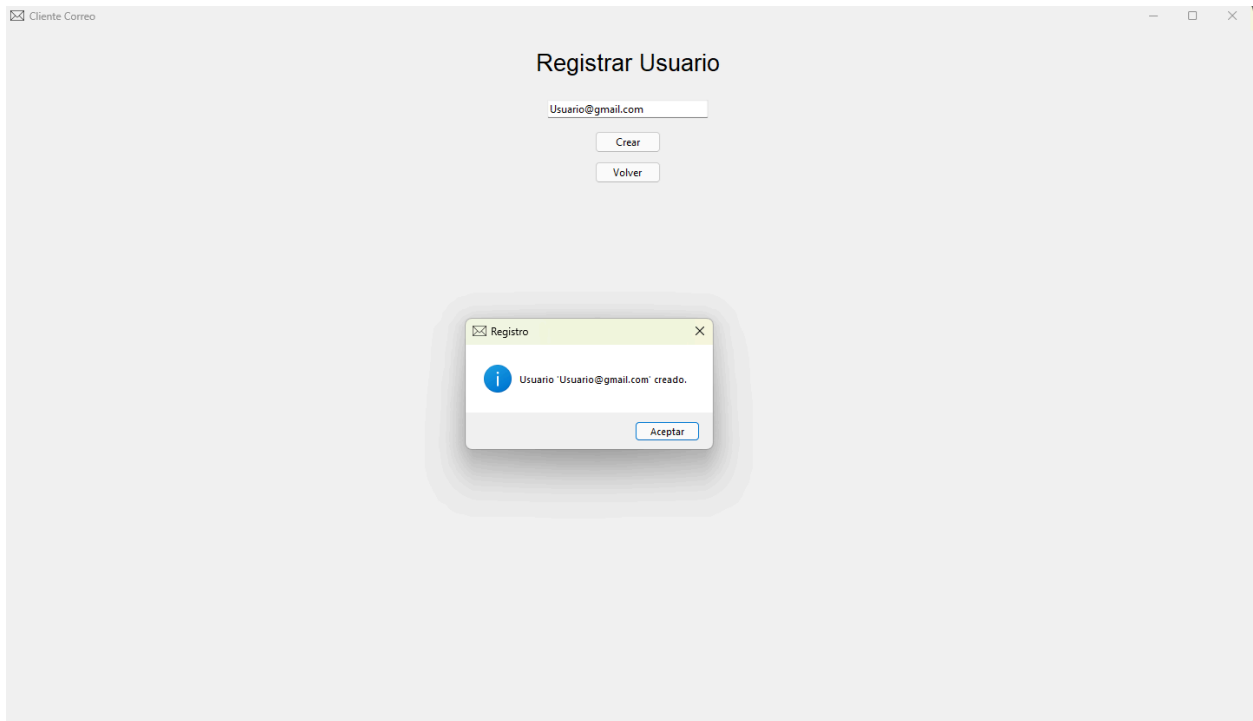 Cliente Correo
Registrar Usuario
Usuario@gmail.com
Crear
Volver
Registro
Usuario 'Usuario@gmail.com' creado.
Aceptar